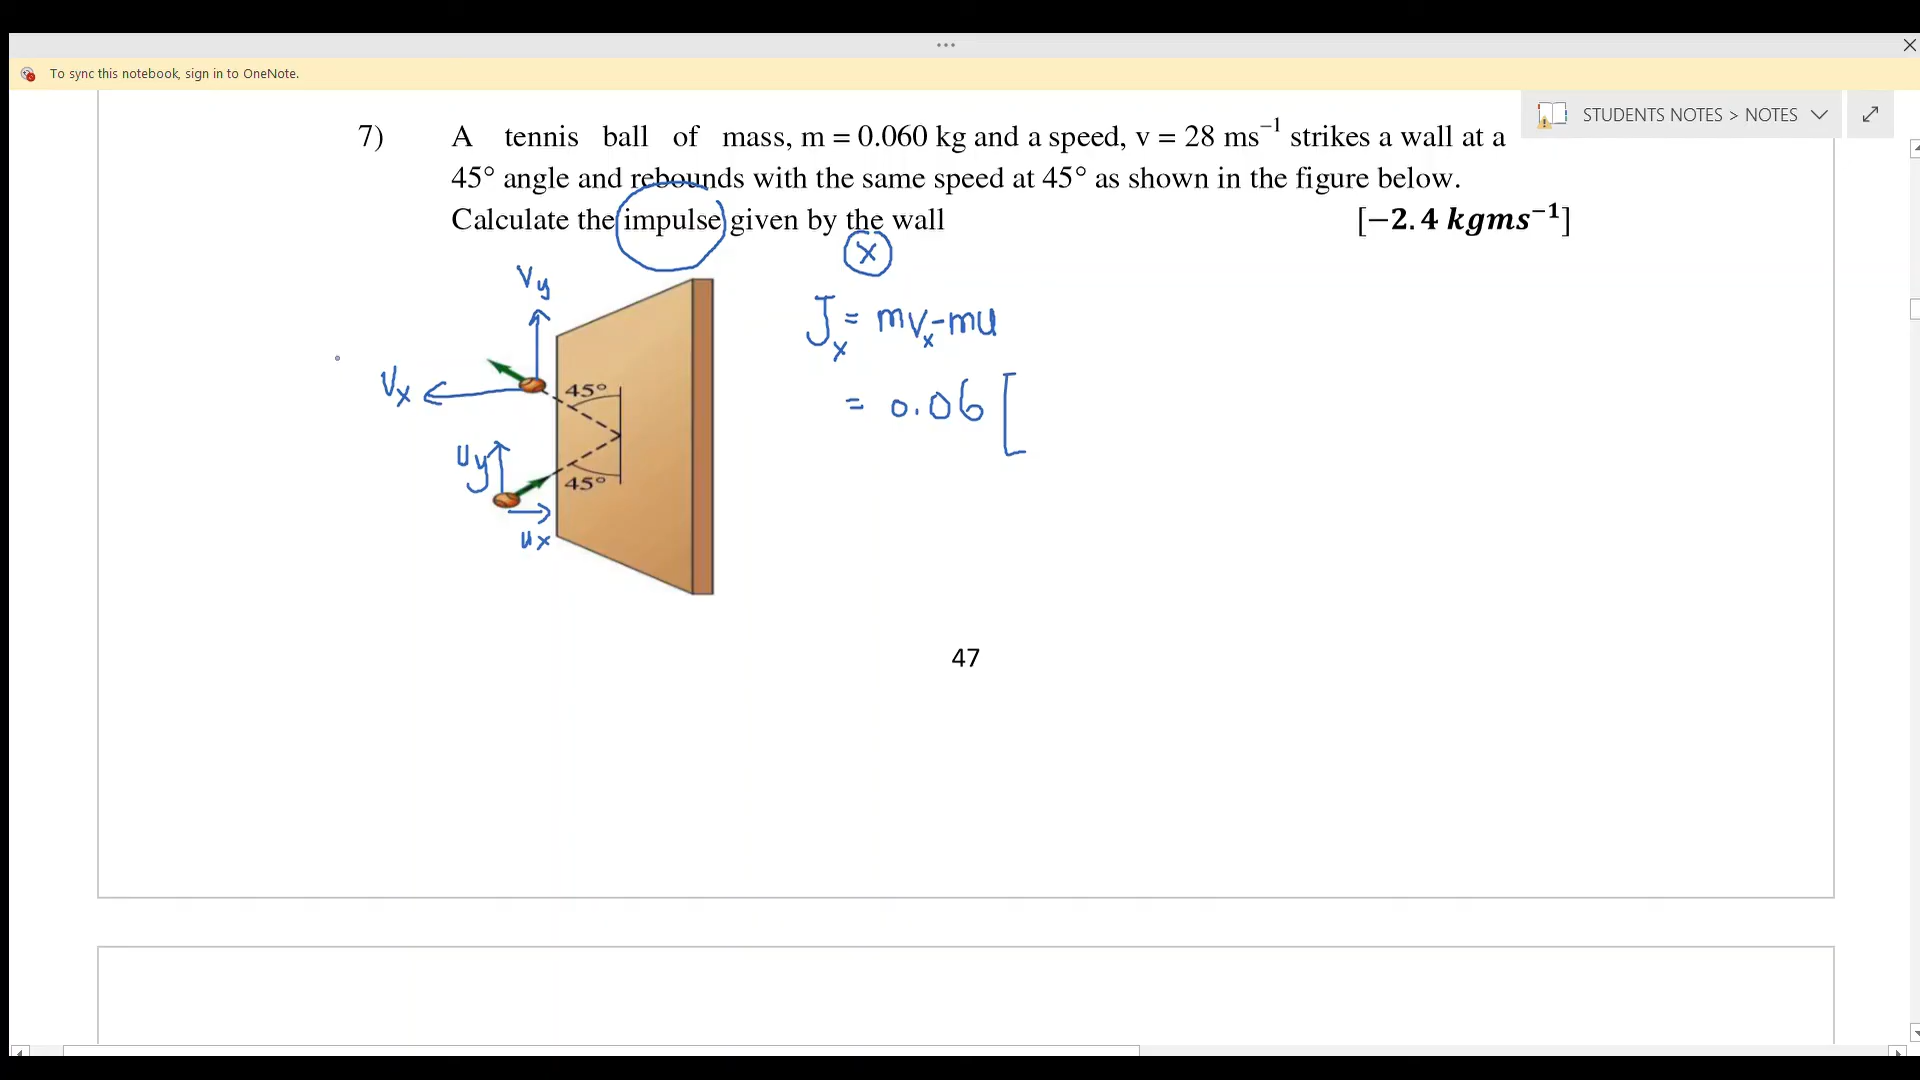 ...
To sync this notebook, sign in to OneNote.
STUDENTS NOTES > NOTES
7) A tennis ball of mass, m = 0.060 kg and a speed, v = 28 ms⁻¹ strikes a wall at a
45° angle and rebounds with the same speed at 45° as shown in the figure below.
Calculate the impulse given by the wall [−2.4 kgms⁻¹]
x
Vy
Jx = mvx-mu
45°
Vx
= 0.06 [
uy
45°
ux
47